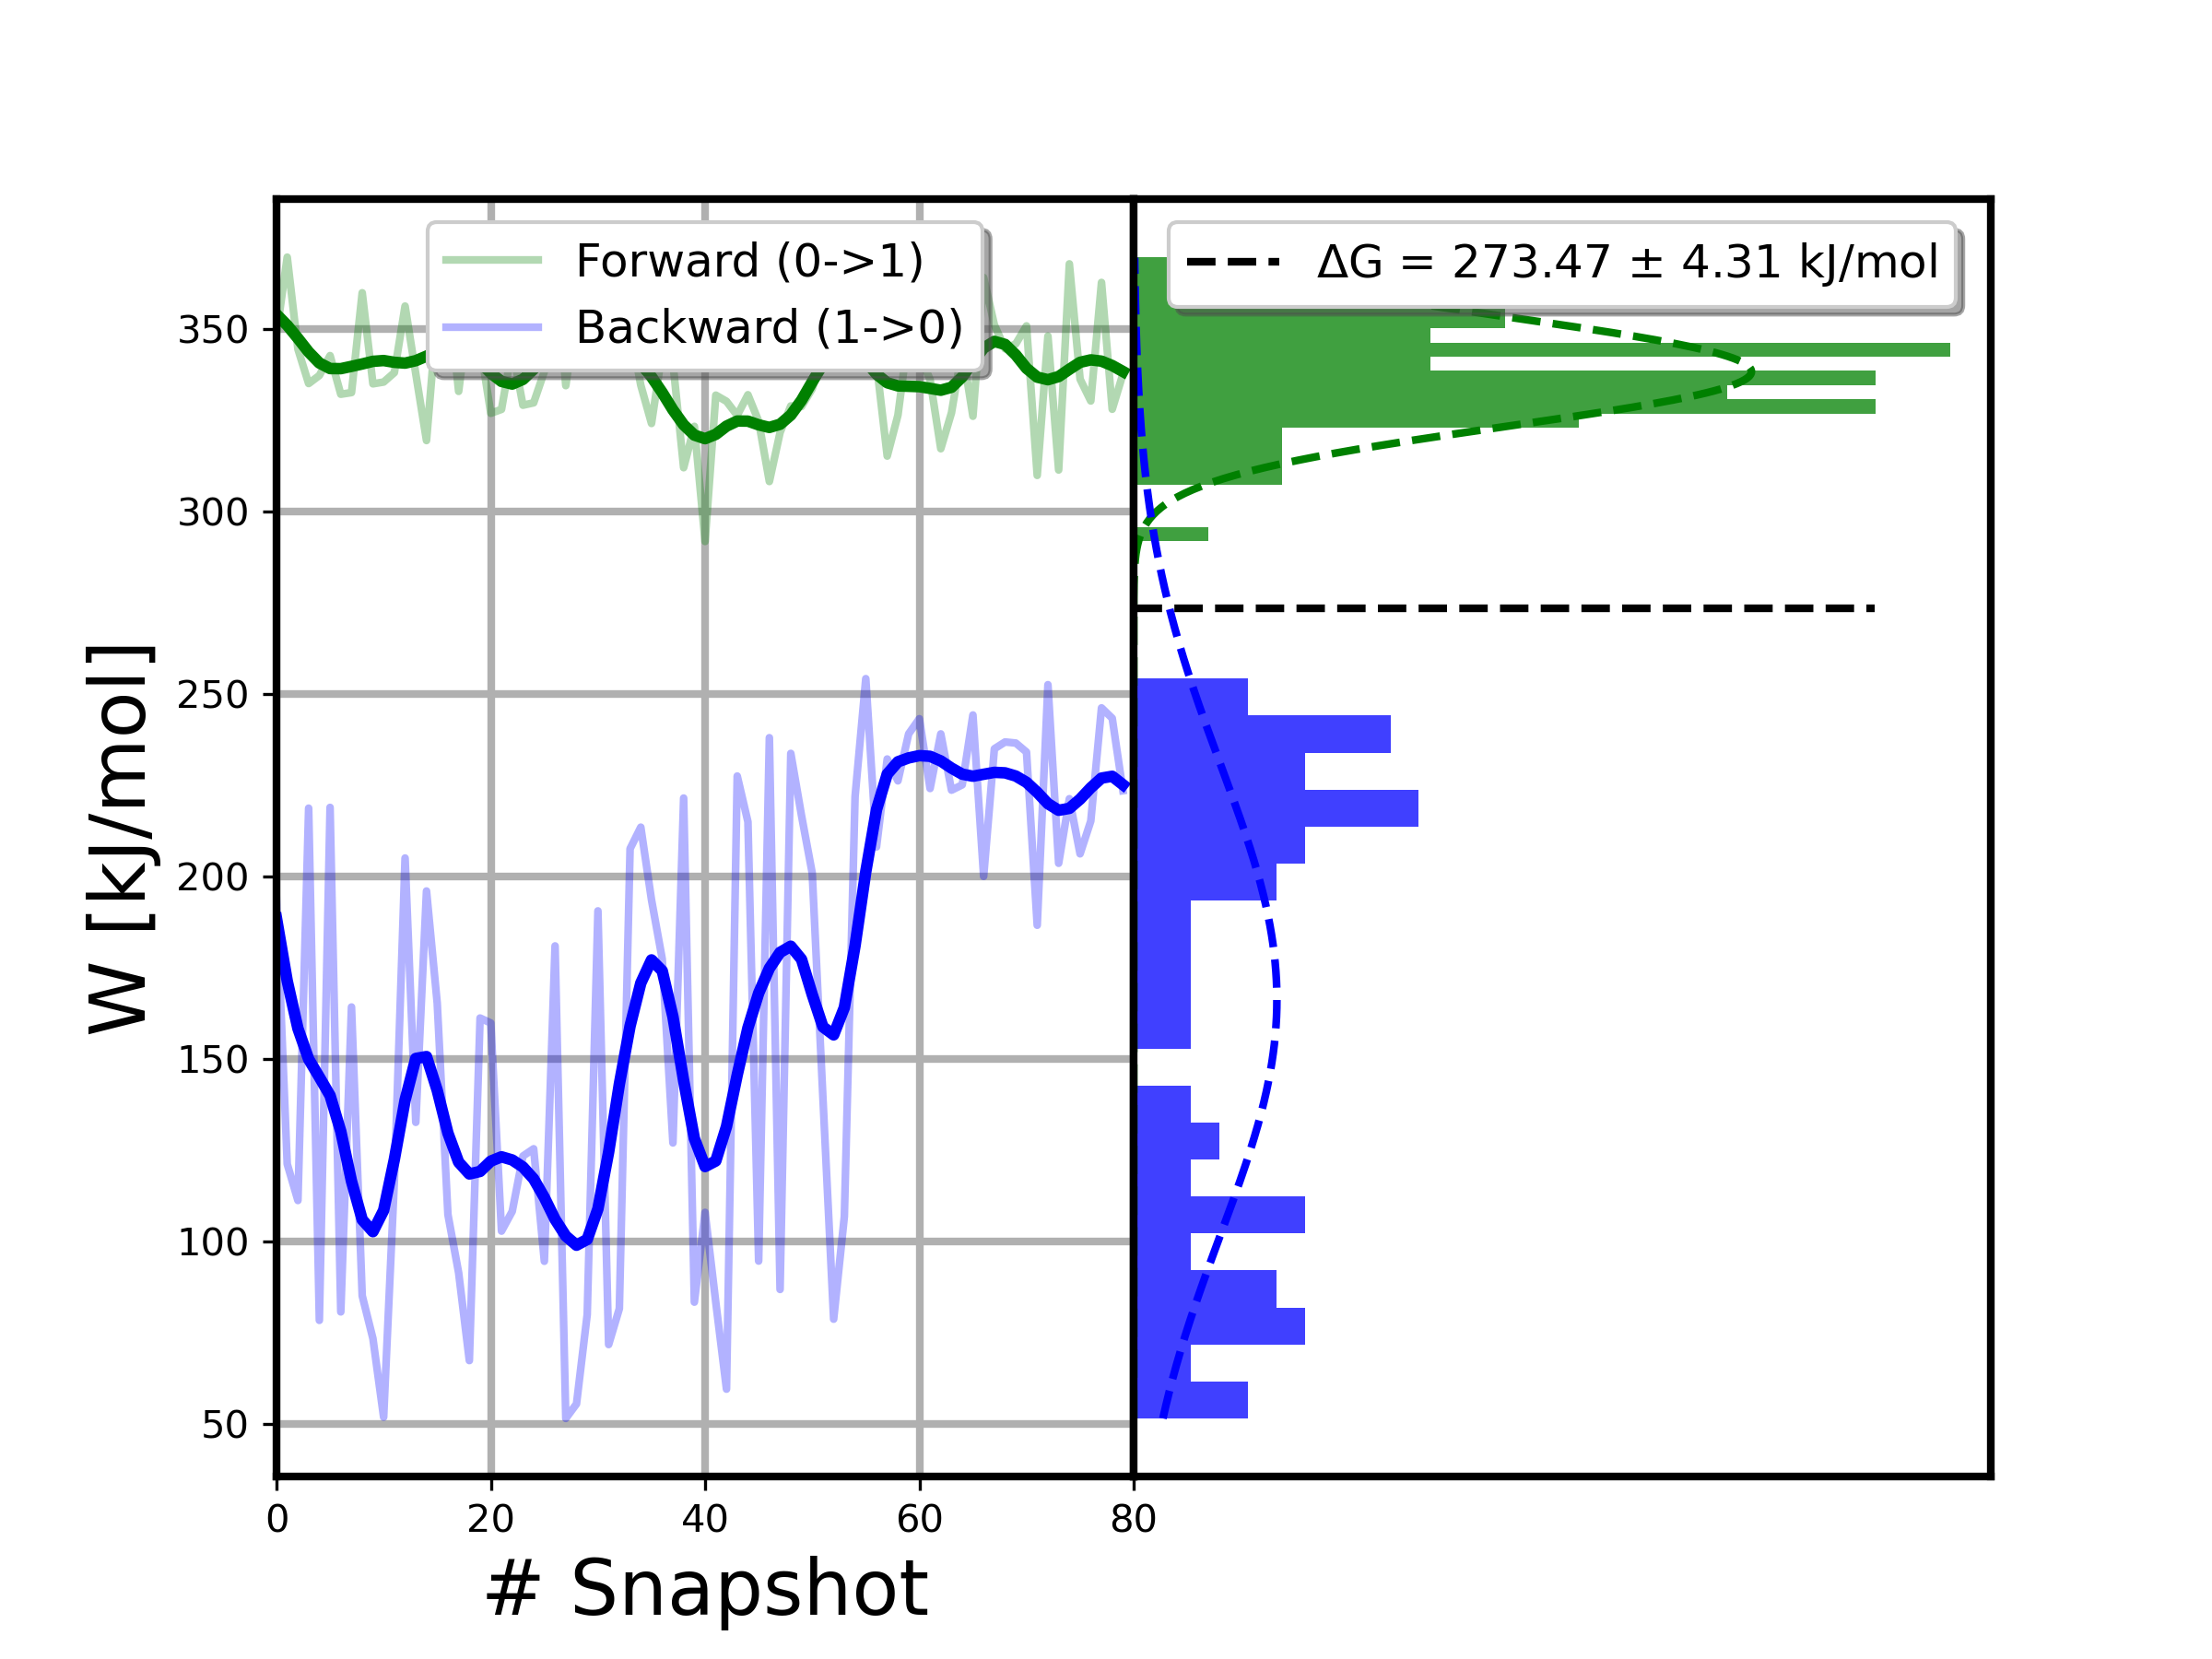 Forward (0->1)
Backward (1->0)
ΔG = 273.47 ± 4.31 kJ/mol
W [kJ/mol]
350
300
250
200
150
100
50
0
20
40
60
80
# Snapshot